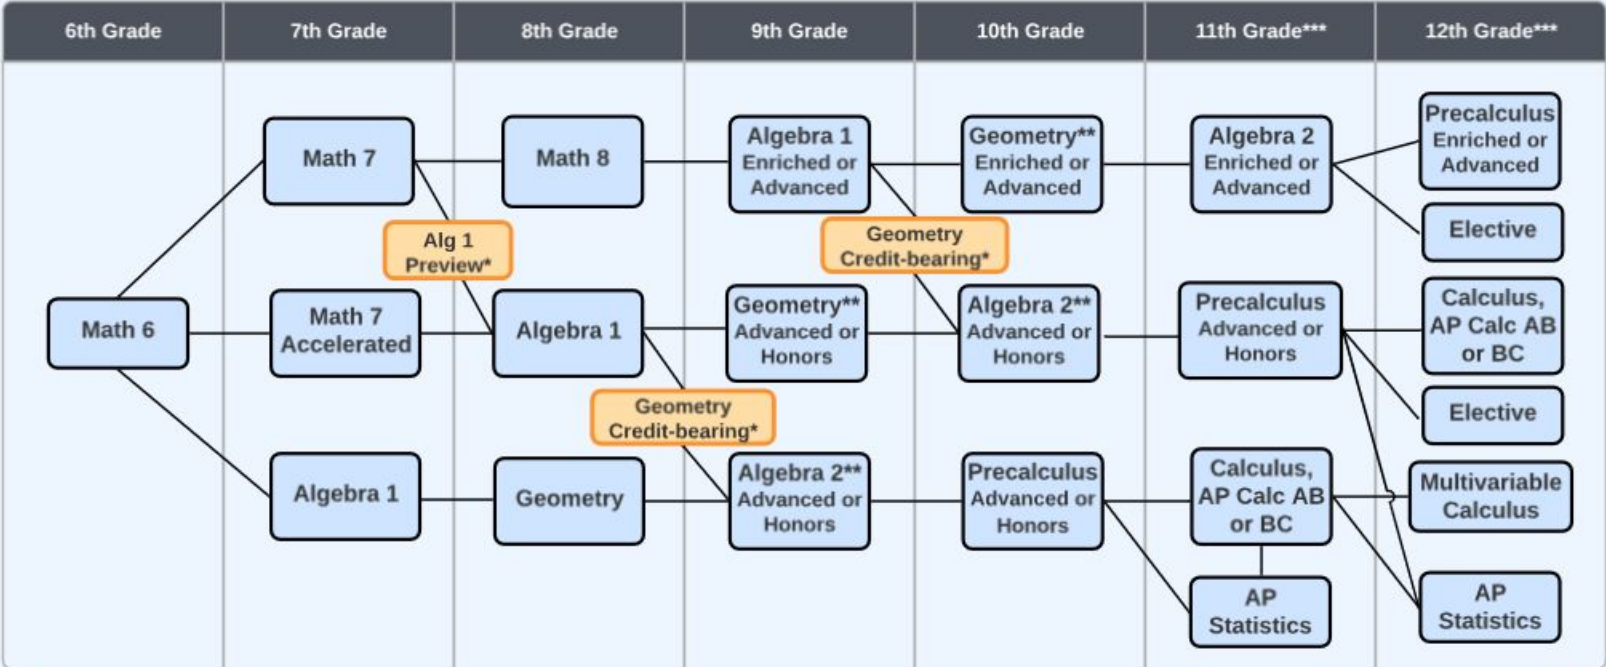 6th Grade
7th Grade
8th Grade
9th Grade
10th Grade
11th Grade***
12th Grade***
Math 7
Math 8
Algebra 1
Enriched or
Advanced
Geometry**
Enriched or
Advanced
Algebra 2
Enriched or
Advanced
Precalculus
Enriched or
Advanced
Elective
Alg 1
Preview*
Geometry
Credit-bearing*
Math 6
Math 7
Accelerated
Algebra 1
Geometry**
Advanced or
Honors
Algebra 2**
Advanced or
Honors
Precalculus
Advanced or
Honors
Calculus,
AP Calc AB
or BC
Elective
Geometry
Credit-bearing*
Algebra 1
Geometry
Algebra 2**
Advanced or
Honors
Precalculus
Advanced or
Honors
Calculus,
AP Calc AB
or BC
Multivariable
Calculus
AP
Statistics
AP
Statistics